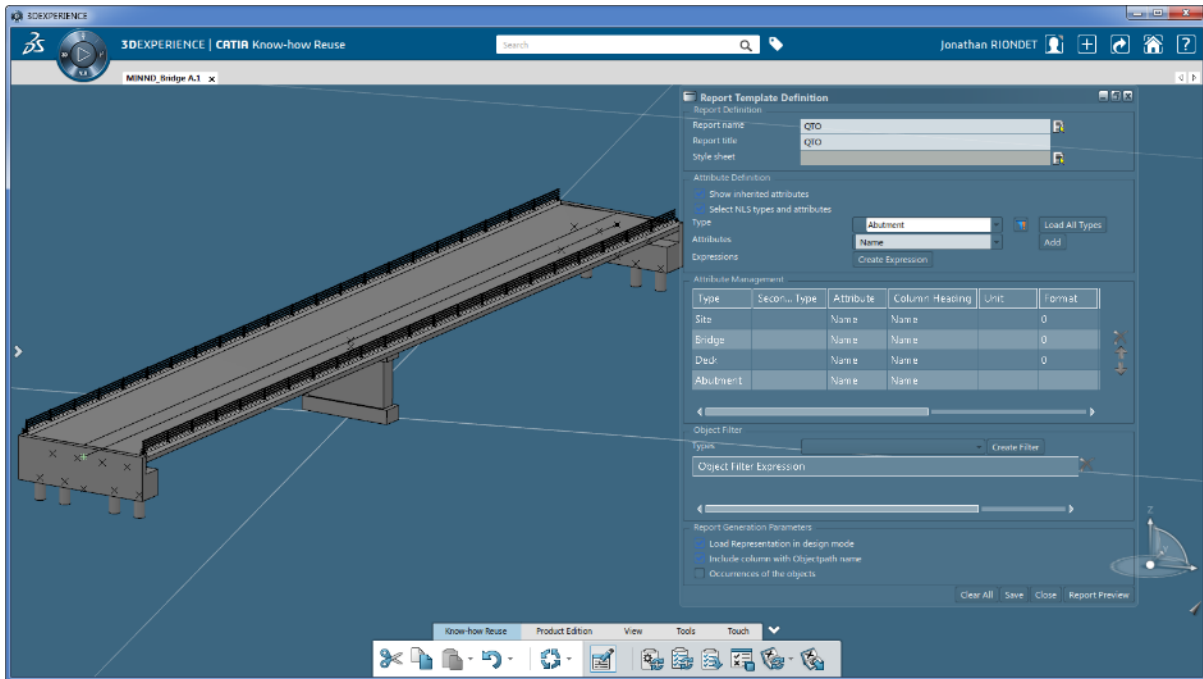 3DEXPERIENCE
3DEXPERIENCE | CATIA Know-how Reuse
Search
Jonathan RIONDET
MINND_Bridge A.1
Report Template Definition
Report Definition
Report name QTO
Report title QTO
Style sheet
Attribute Definition
Show inherited attributes
Select NLS types and attributes
Type Abutment Load All Types
Attributes Name Add
Expressions Create Expression
Attribute Management
Type Secon... Type Attribute Column Heading Unit Format
Site Name Name 0
Bridge Name Name 0
Deck Name Name 0
Abutment Name Name
Object Filter
Types Create Filter
Object Filter Expression
Report Generation Parameters
Load Representation in design mode
Include column with Objectpath name
Occurrences of the objects
Clear All Save Close Report Preview
Z
Know-how Reuse Product Edition View Tools Touch